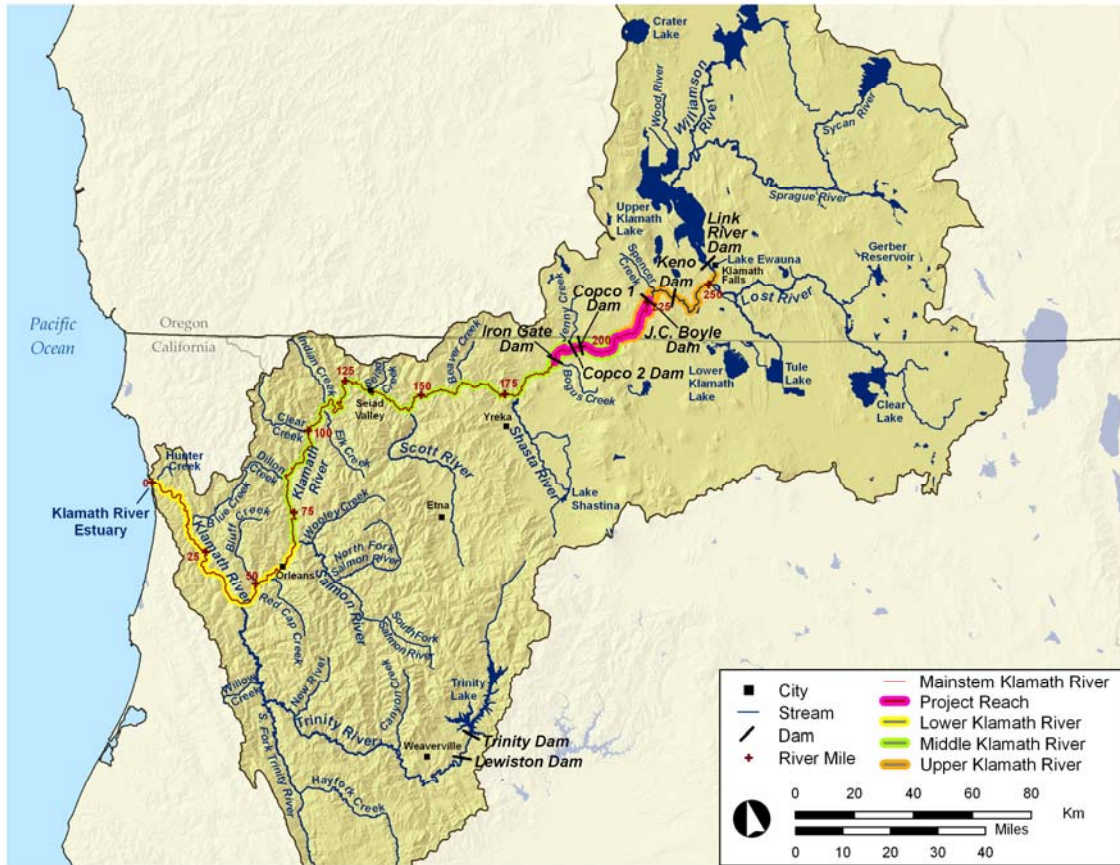 Crater
Lake
Wood River
Williamson
River
Sycan River
Sprague River
Upper Klamath
Lake
Link
River
Dam
Lake Ewauna
Klamath
Falls
Gerber
Reservoir
Spencer
Creek
Keno
Dam
250
Lost River
Copco 1
Dam
Jenny Creek
225
J.C. Boyle
Dam
200
Iron Gate
Dam
Copco 2 Dam
Bogus Creek
Lower
Klamath
Lake
Tule
Lake
Clear
Lake
Pacific
Ocean
Oregon
California
Indian Creek
125
Seiad
Valley
Creek
150
Beaver Creek
175
Yreka
Shasta River
Lake
Shastina
Scott River
Etna
Clear
Creek
100
Elk Creek
Dillon
Creek
Klamath
River
75
Wooley Creek
Hunter
Creek
0
Klamath River
Estuary
Blue Creek
Bluff Creek
25
Klamath River
50
Orleans
Red Cap Creek
North Fork
Salmon River
Salmon River
South Fork
Salmon River
Willow
Creek
New River
Canyon Creek
Trinity
Lake
Trinity River
S. Fork Trinity River
Weaverville
Trinity Dam
Lewiston Dam
Hayfork Creek
City
Stream
Dam
River Mile
Mainstem Klamath River
Project Reach
Lower Klamath River
Middle Klamath River
Upper Klamath River
0 20 40 60 80
Km
Miles
0 10 20 30 40